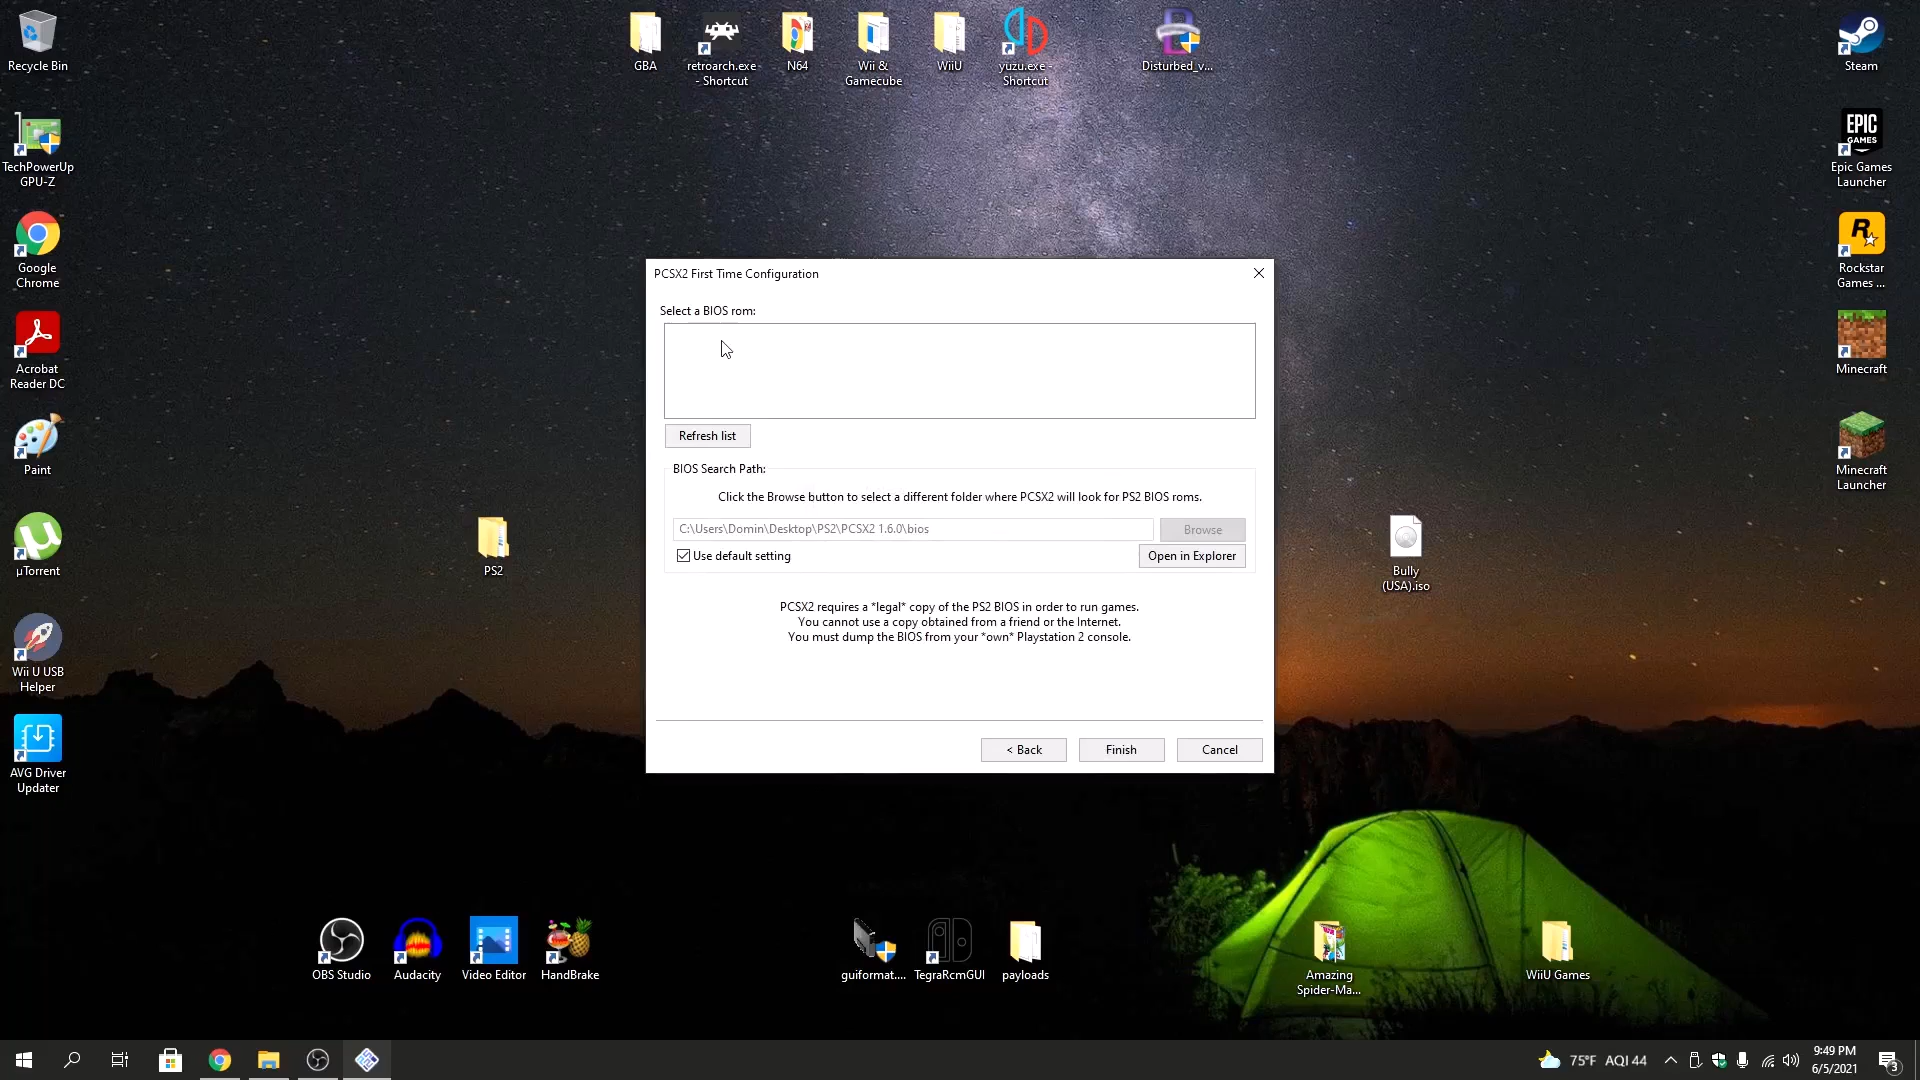 Recycle Bin
GBA
retroarch.exe
- Shortcut
N64
Wii &
Gamecube
WiiU
yuzu.exe -
Shortcut
Disturbed_v...
Steam
TechPowerUp
GPU-Z
EPIC
GAMES
Epic Games
Launcher
Google
Chrome
R
Rockstar
Games ...
PCSX2 First Time Configuration
Select a BIOS rom:
Refresh list
BIOS Search Path:
Click the Browse button to select a different folder where PCSX2 will look for PS2 BIOS roms.
C:\Users\Domin\Desktop\PS2\PCSX2 1.6.0\bios
Browse
Use default setting
Open in Explorer
PCSX2 requires a *legal* copy of the PS2 BIOS in order to run games.
You cannot use a copy obtained from a friend or the Internet.
You must dump the BIOS from your *own* Playstation 2 console.
< Back
Finish
Cancel
Acrobat
Reader DC
Minecraft
Paint
Minecraft
Launcher
µTorrent
PS2
Bully
(USA).iso
Wii U USB
Helper
AVG Driver
Updater
OBS Studio
Audacity
Video Editor
HandBrake
guiformat....
TegraRcmGUI
payloads
Amazing
Spider-Ma...
WiiU Games
75°F AQI 44
9:49 PM
6/5/2021
3